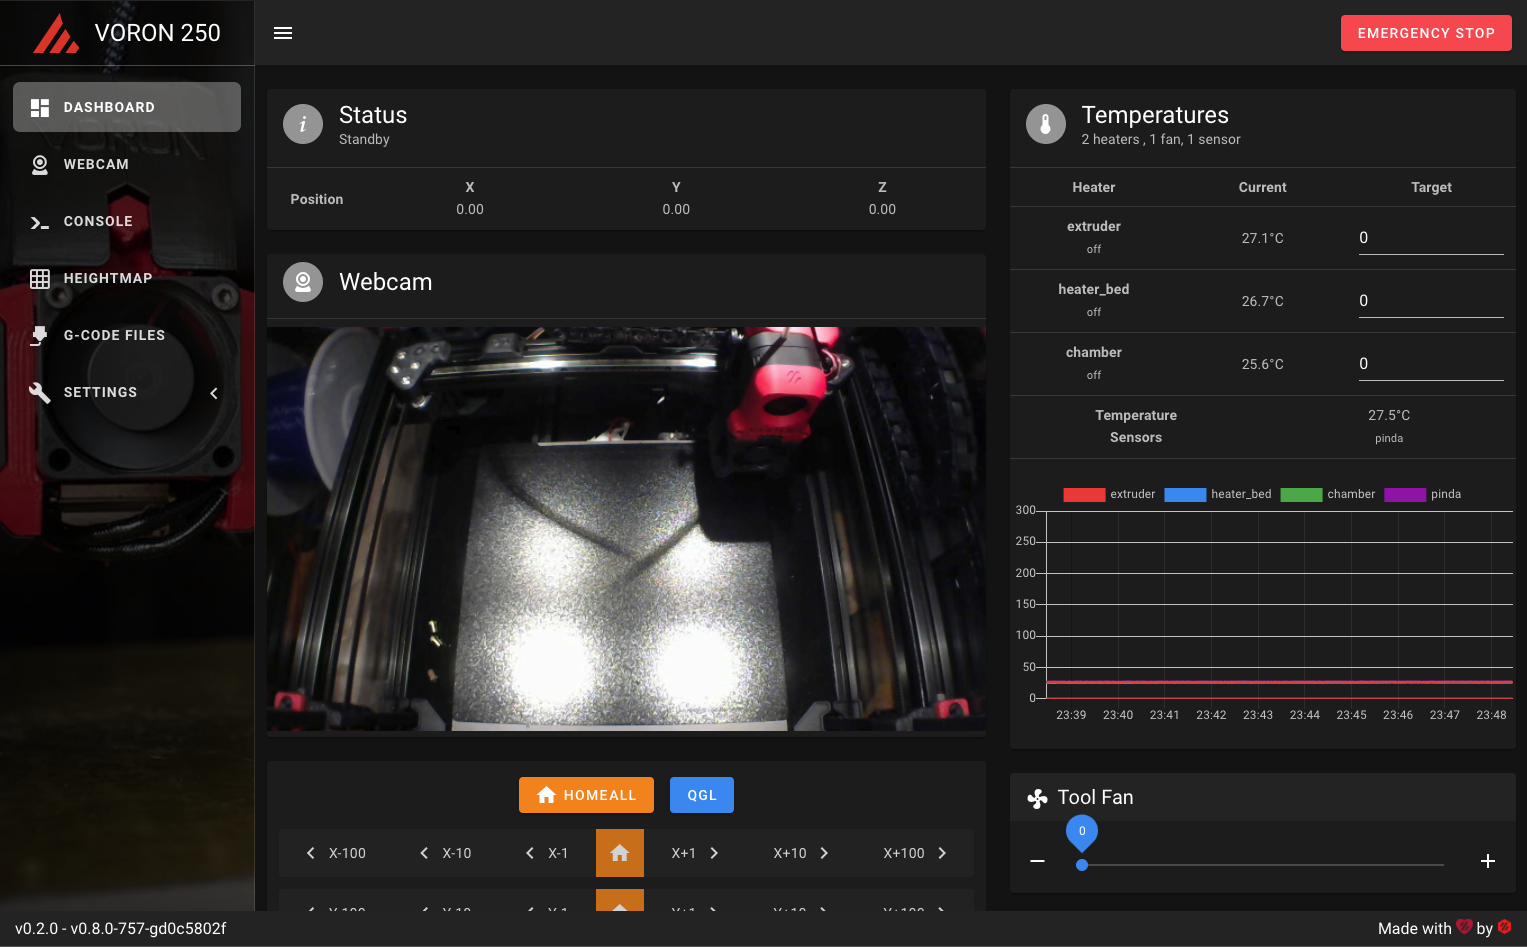 VORON 250
EMERGENCY STOP
DASHBOARD
WEBCAM
CONSOLE
HEIGHTMAP
G-CODE FILES
SETTINGS
Status
Standby
Position
X
Y
Z
0.00
0.00
0.00
Webcam
HOMEALL
QGL
X-100
X-10
X-1
X+1
X+10
X+100
Temperatures
2 heaters , 1 fan, 1 sensor
Heater Current Target
extruder
off
27.1°C
0
heater_bed
off
26.7°C
0
chamber
off
25.6°C
0
Temperature
Sensors
27.5°C
pinda
extruder heater_bed chamber pinda
300
250
200
150
100
50
0
23:39 23:40 23:41 23:42 23:43 23:44 23:45 23:46 23:47 23:48
Tool Fan
0
v0.2.0 - v0.8.0-757-gd0c5802f
Made with by